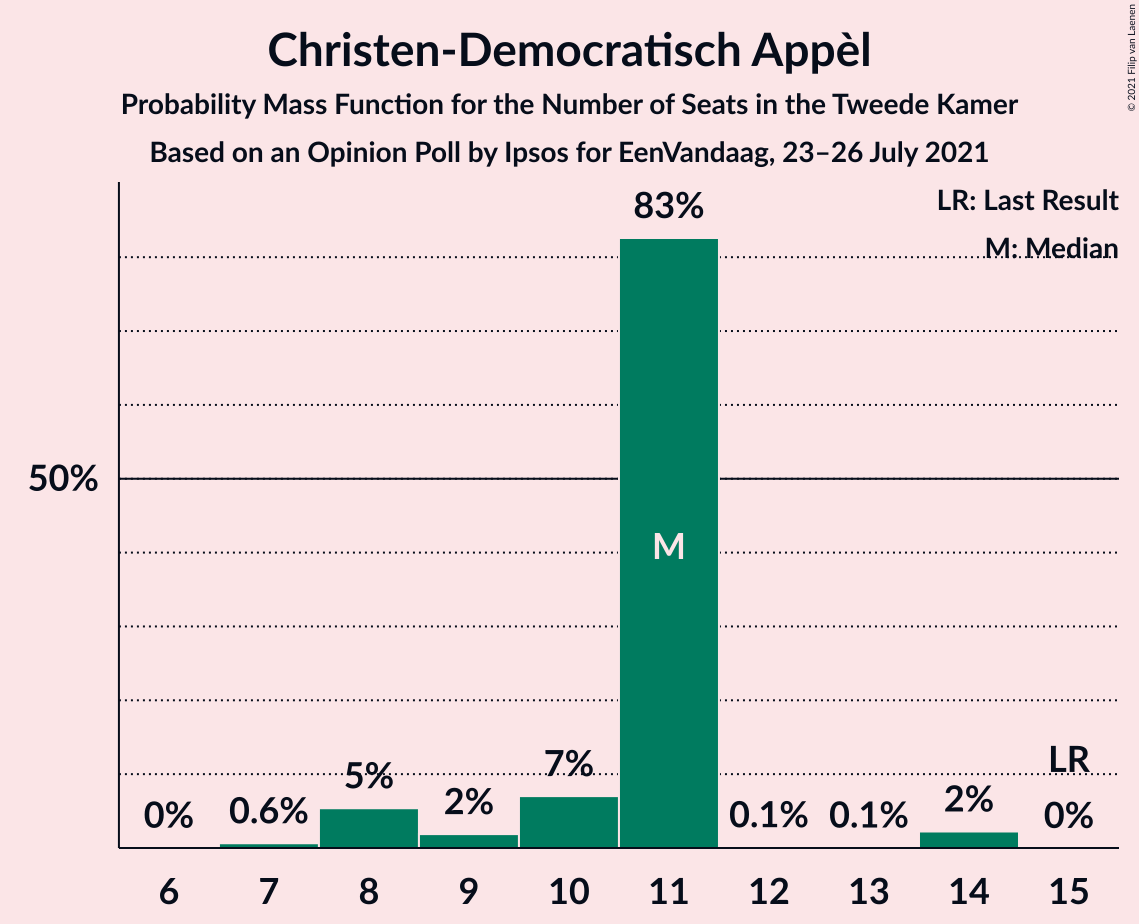 Christen-Democratisch Appèl
Probability Mass Function for the Number of Seats in the Tweede Kamer
Based on an Opinion Poll by Ipsos for EenVandaag, 23–26 July 2021
© 2021 Filip van Laenen
LR: Last Result
M: Median
83%
50%
M
0%
0.6%
5%
2%
7%
0.1%
0.1%
2%
LR
0%
6 7 8 9 10 11 12 13 14 15